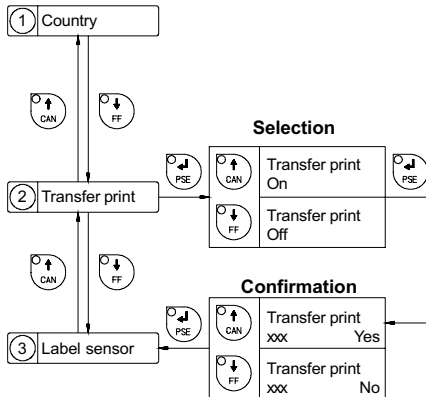 1 Country
CAN
FF
Selection
2 Transfer print
PSE
CAN
Transfer print
On
PSE
FF
Transfer print
Off
CAN
FF
Confirmation
3 Label sensor
PSE
CAN
Transfer print
xxx Yes
FF
Transfer print
xxx No